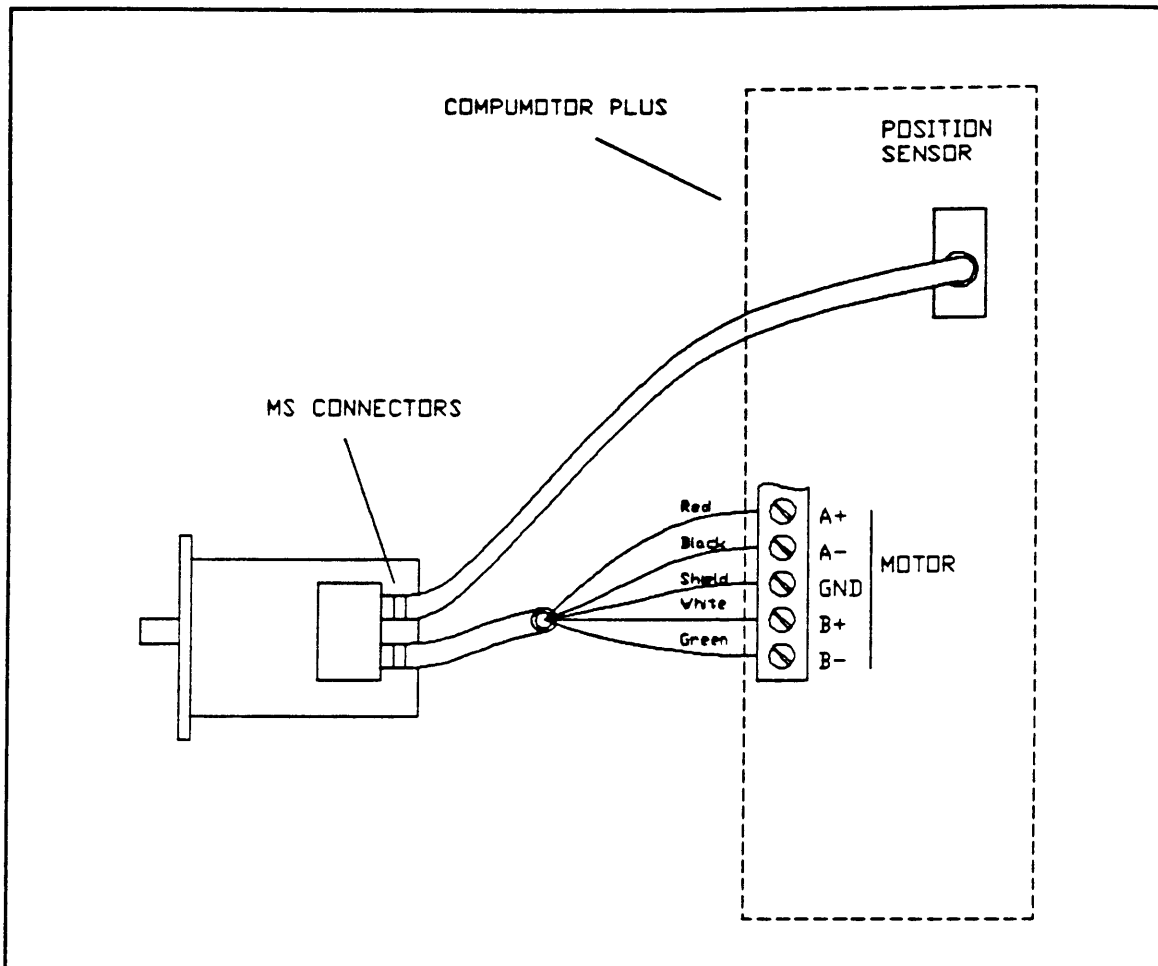 COMPUMOTOR PLUS
POSITION
SENSOR
MS CONNECTORS
Red
A+
Black
A-
MOTOR
Shield
GND
White
B+
Green
B-